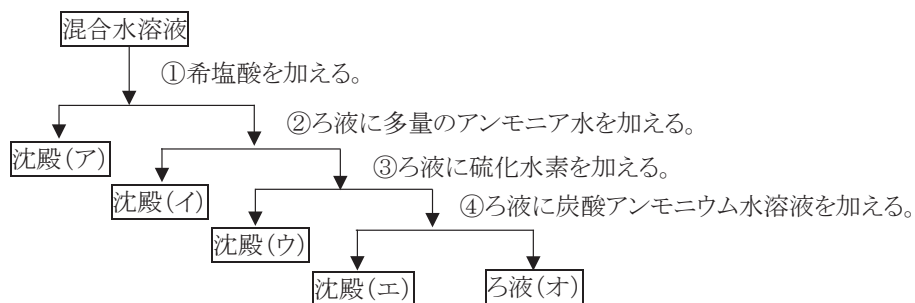 混合水溶液
①希塩酸を加える。
②ろ液に多量のアンモニア水を加える。
沈殿(ア)
③ろ液に硫化水素を加える。
沈殿(イ)
④ろ液に炭酸アンモニウム水溶液を加える。
沈殿(ウ)
沈殿(エ)
ろ液(オ)